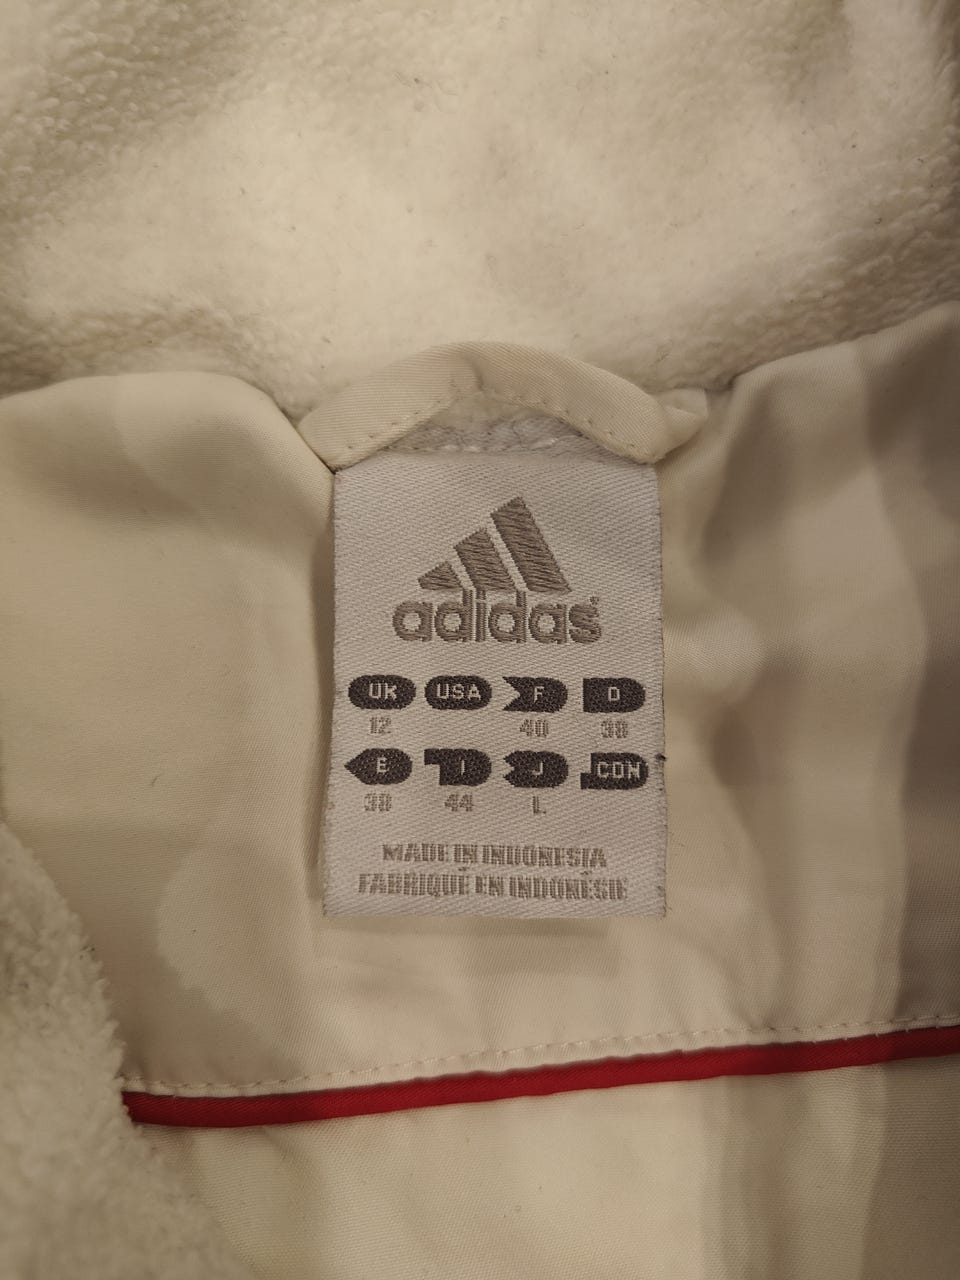 adidas®
UK USA F D
12 40 38
E I J CDN
38 44 L
MADE IN INDONESIA
FABRIQUÉ EN INDONÉSIE